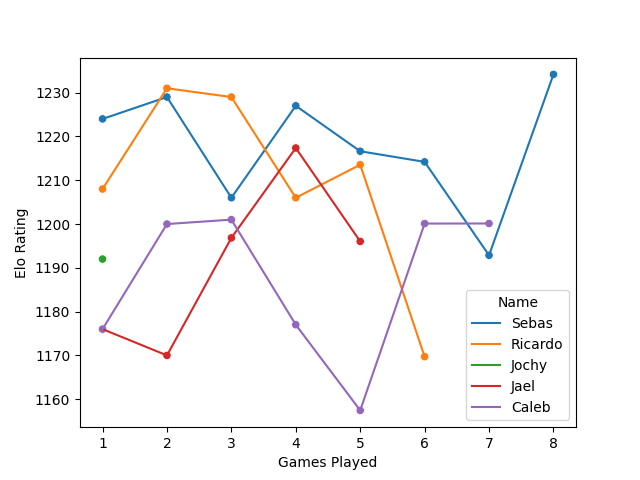 1230
1220
1210
1200
1190
1180
1170
1160
Elo Rating
1 2 3 4 5 6 7 8
Games Played
Name
Sebas
Ricardo
Jochy
Jael
Caleb